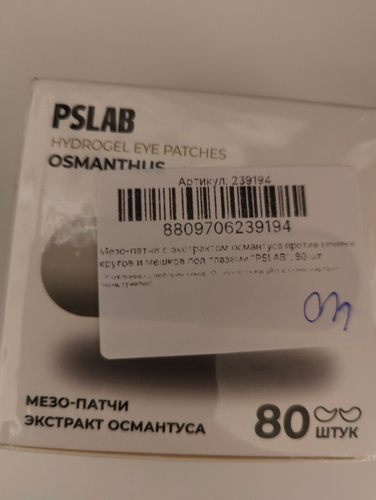 PSLAB
HYDROGEL EYE PATCHES
OSMANTHUS
Артикул: 239194
8809706239194
Мезо-патчи с экстрактом османтуса против темных
кругов и мешков под глазами "PSLAB", 80 шт
МЕЗО-ПАТЧИ
ЭКСТРАКТ ОСМАНТУСА
80
ШТУК